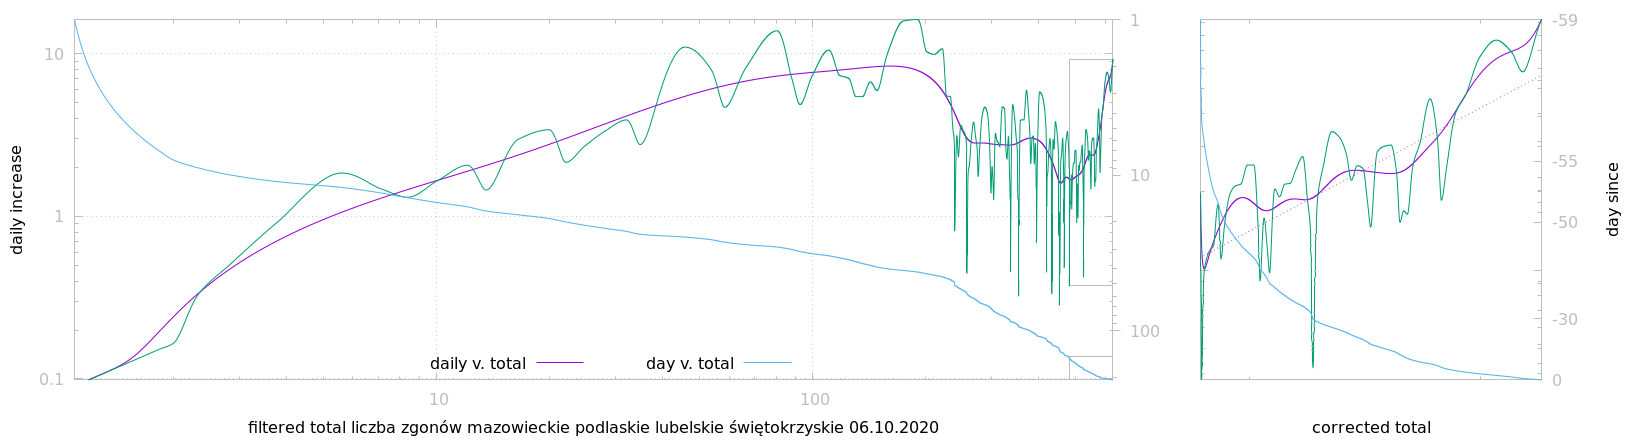 10
1
0.1
daily increase
daily v. total
day v. total
10
100
1
10
100
filtered total liczba zgonów mazowieckie podlaskie lubelskie świętokrzyskie 06.10.2020
-59
-55
-50
-30
0
day since
corrected total